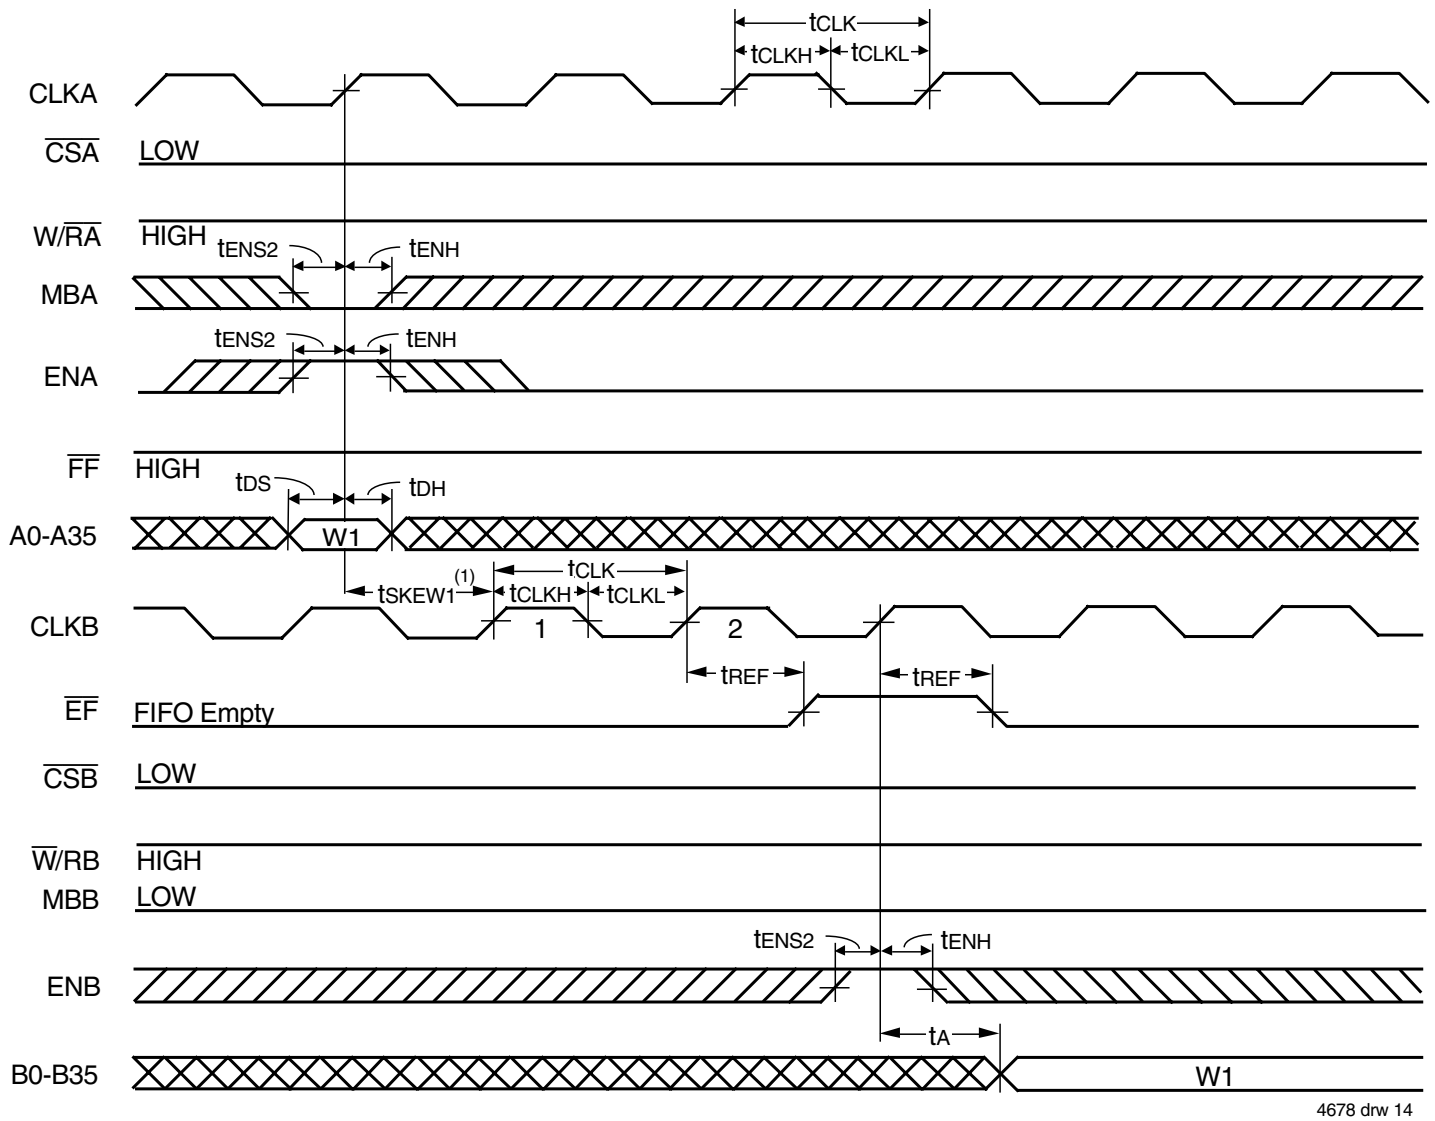 tCLK
tCLKH tCLKL
CLKA
CSA LOW
W/RA HIGH
tENS2 tENH
MBA
tENS2 tENH
ENA
FF HIGH
tDS tDH
A0-A35 W1
tSKEW1(1) tCLK
tCLKH tCLKL
CLKB 1 2
tREF tREF
EF FIFO Empty
CSB LOW
W/RB HIGH
MBB LOW
tENS2 tENH
ENB
tA
B0-B35 W1
4678 drw 14